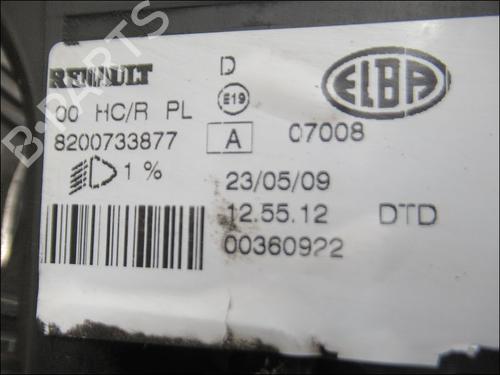 B-PARTS
RENAULT D ELBA
E19
00 HC/R PL
8200733877 A 07008
1 % 23/05/09
12.55.12 DTD
00360922